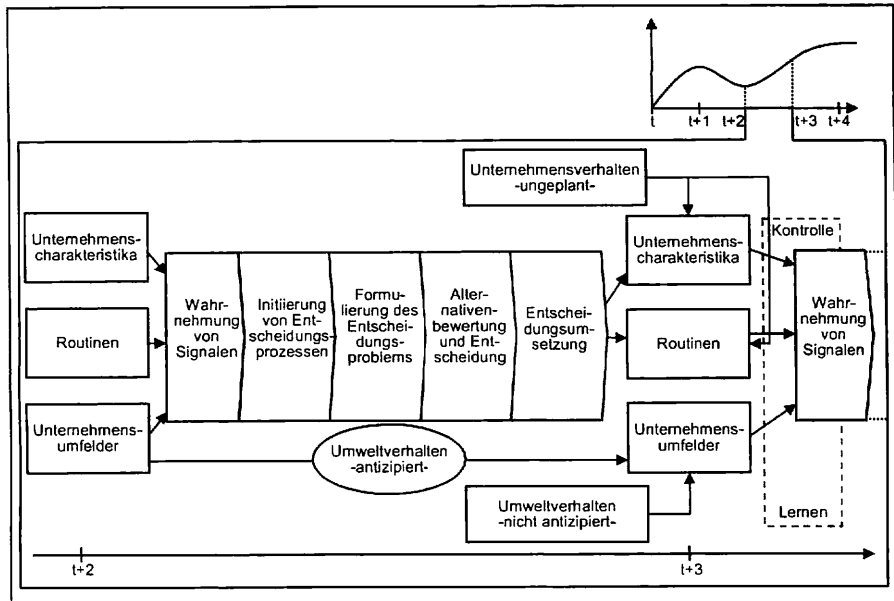 t
t+1
t+2
t+3
t+4
Unternehmensverhalten
-ungeplant-
Unternehmens-
charakteristika
Routinen
Unternehmens-
umfelder
Wahr-
nehmung
von
Signalen
Initiierung
von Ent-
scheidungs-
prozessen
Formu-
lierung des
Entschei-
dungs-
problems
Alter-
nativen-
bewertung
und Ent-
scheidung
Entschei-
dungsum-
setzung
Umweltverhalten
-antizipiert-
Unternehmens-
charakteristika
Routinen
Unternehmens-
umfelder
Umweltverhalten
-nicht antizipiert-
Kontrolle
Wahr-
nehmung
von
Signalen
Lernen
t+2
t+3